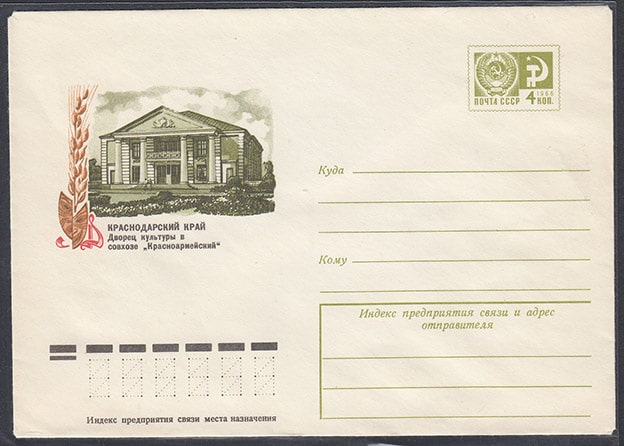 1966
ПОЧТА СССР 4 КОП.
КРАСНОДАРСКИЙ КРАЙ
Дворец культуры в
совхозе „Красноармейский"
Куда
Кому
Индекс предприятия связи и адрес
отправителя
Индекс предприятия связи места назначения